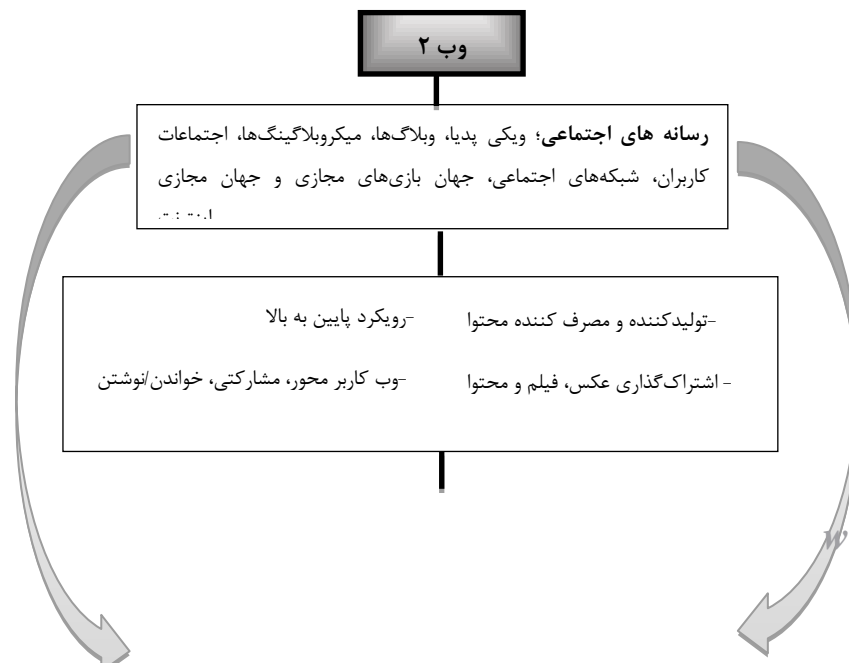 وب ۲
رسانه های اجتماعی؛ ویکی پدیا، وبلاگ‌ها، میکروبلاگینگ‌ها، اجتماعات
کاربران، شبکه‌های اجتماعی، جهان بازی‌های مجازی و جهان مجازی
-تولیدکننده و مصرف کننده محتوا -رویکرد پایین به بالا
- اشتراک‌گذاری عکس، فیلم و محتوا -وب کاربر محور، مشارکتی، خواندن/نوشتن
w